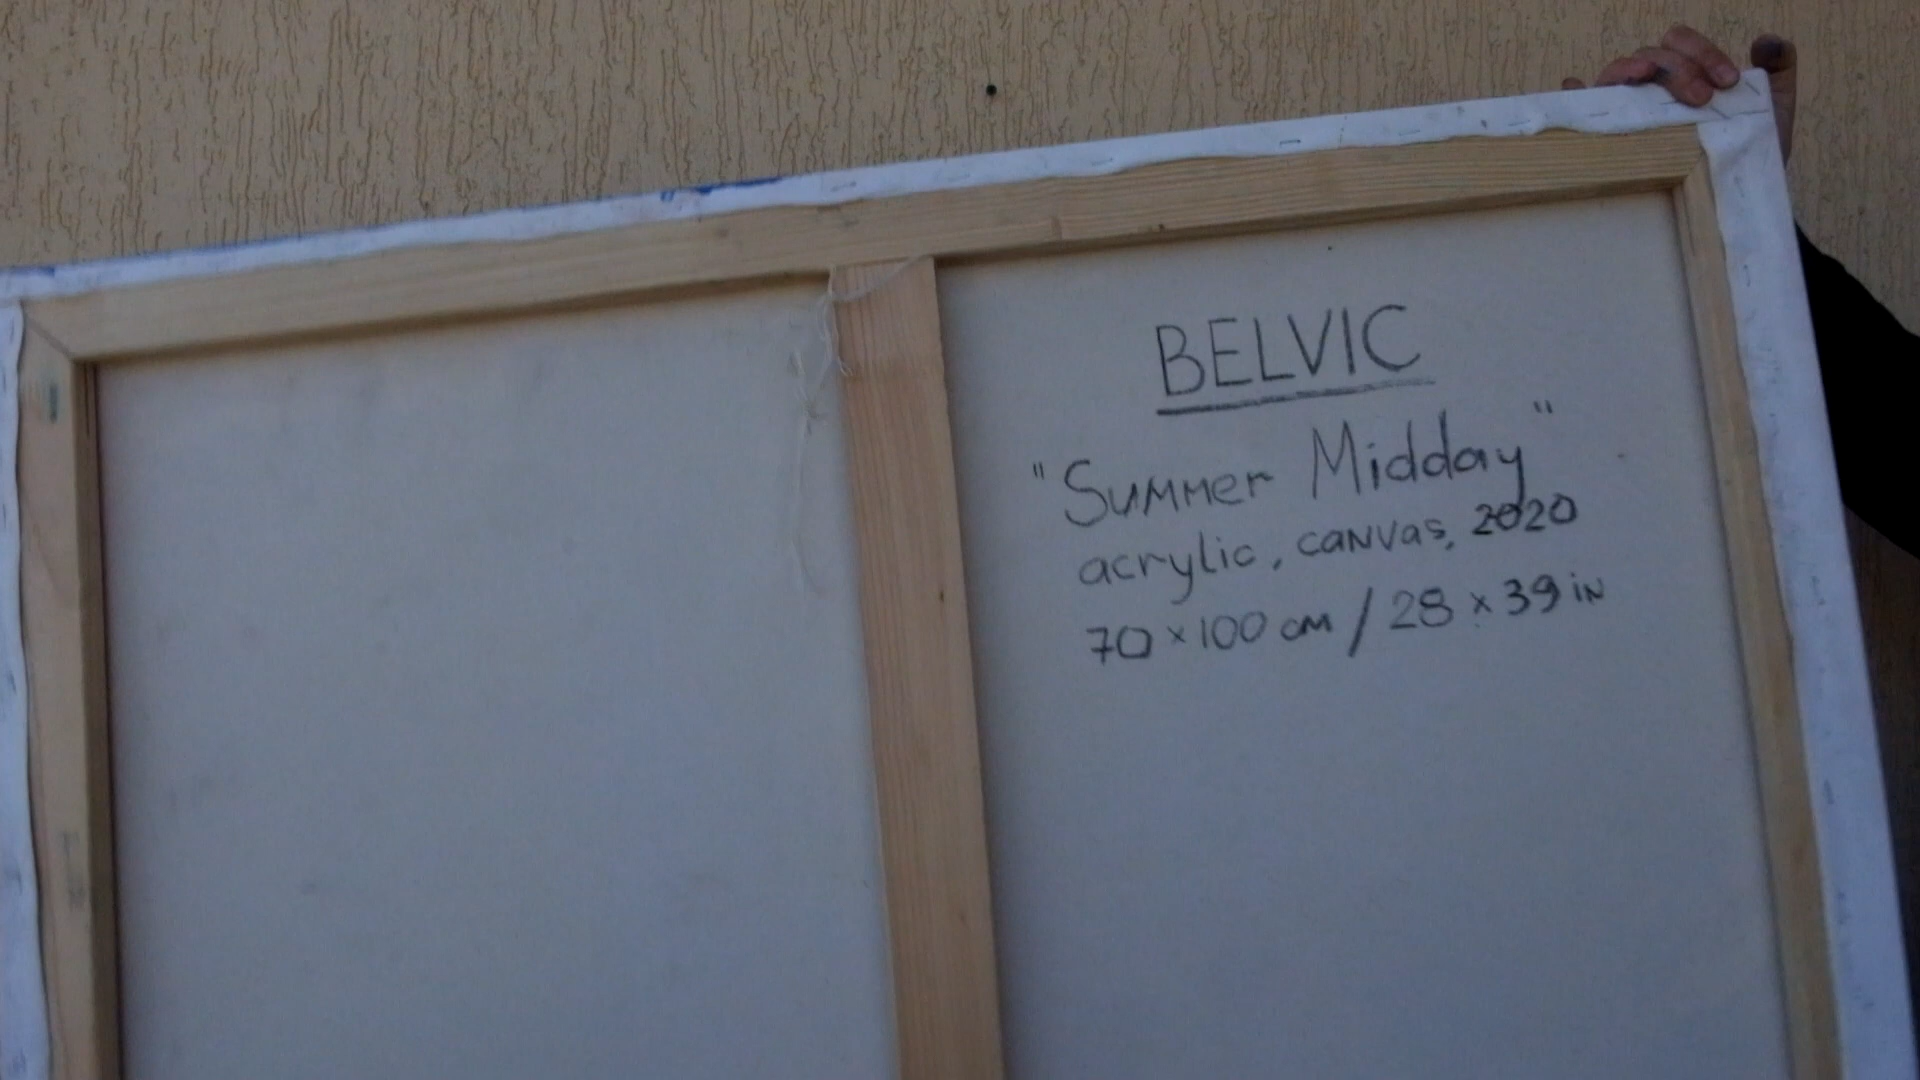 BELVIC
"Summer Midday"
acrylic, canvas, 2020
70 × 100 cm / 28 × 39 in